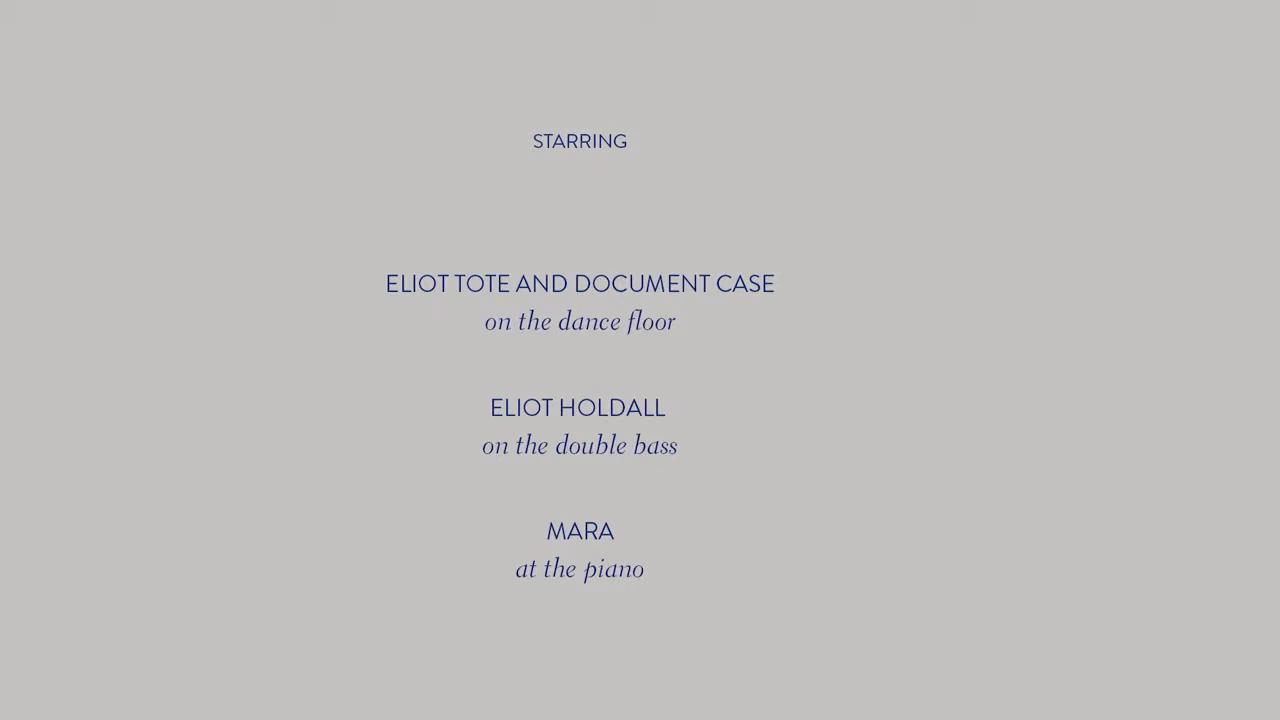 STARRING
ELIOT TOTE AND DOCUMENT CASE
on the dance floor
ELIOT HOLDALL
on the double bass
MARA
at the piano